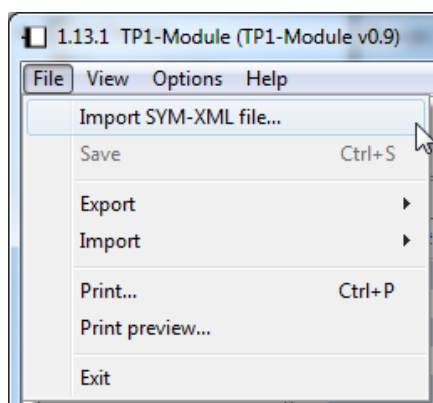 1.13.1 TP1-Module (TP1-Module v0.9)
File View Options Help
Import SYM-XML file...
Save Ctrl+S
Export
Import
Print... Ctrl+P
Print preview...
Exit